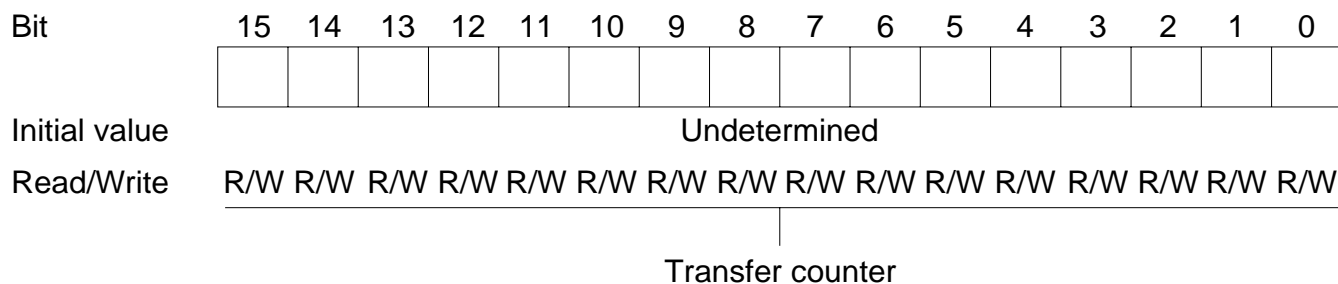 Bit 15 14 13 12 11 10 9 8 7 6 5 4 3 2 1 0
Initial value Undetermined
Read/Write R/W R/W R/W R/W R/W R/W R/W R/W R/W R/W R/W R/W R/W R/W R/W R/W
Transfer counter